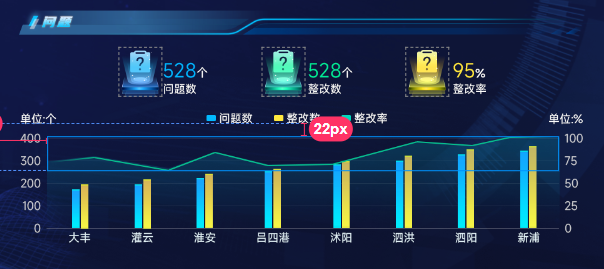 问题
528个 528个 95%
问题数 整改数 整改率
单位:个 问题数 整改数 整改率 单位:%
22px
400 100
300 75
200 50
100 25
0 0
大丰 灌云 淮安 吕四港 沭阳 泗洪 泗阳 新浦